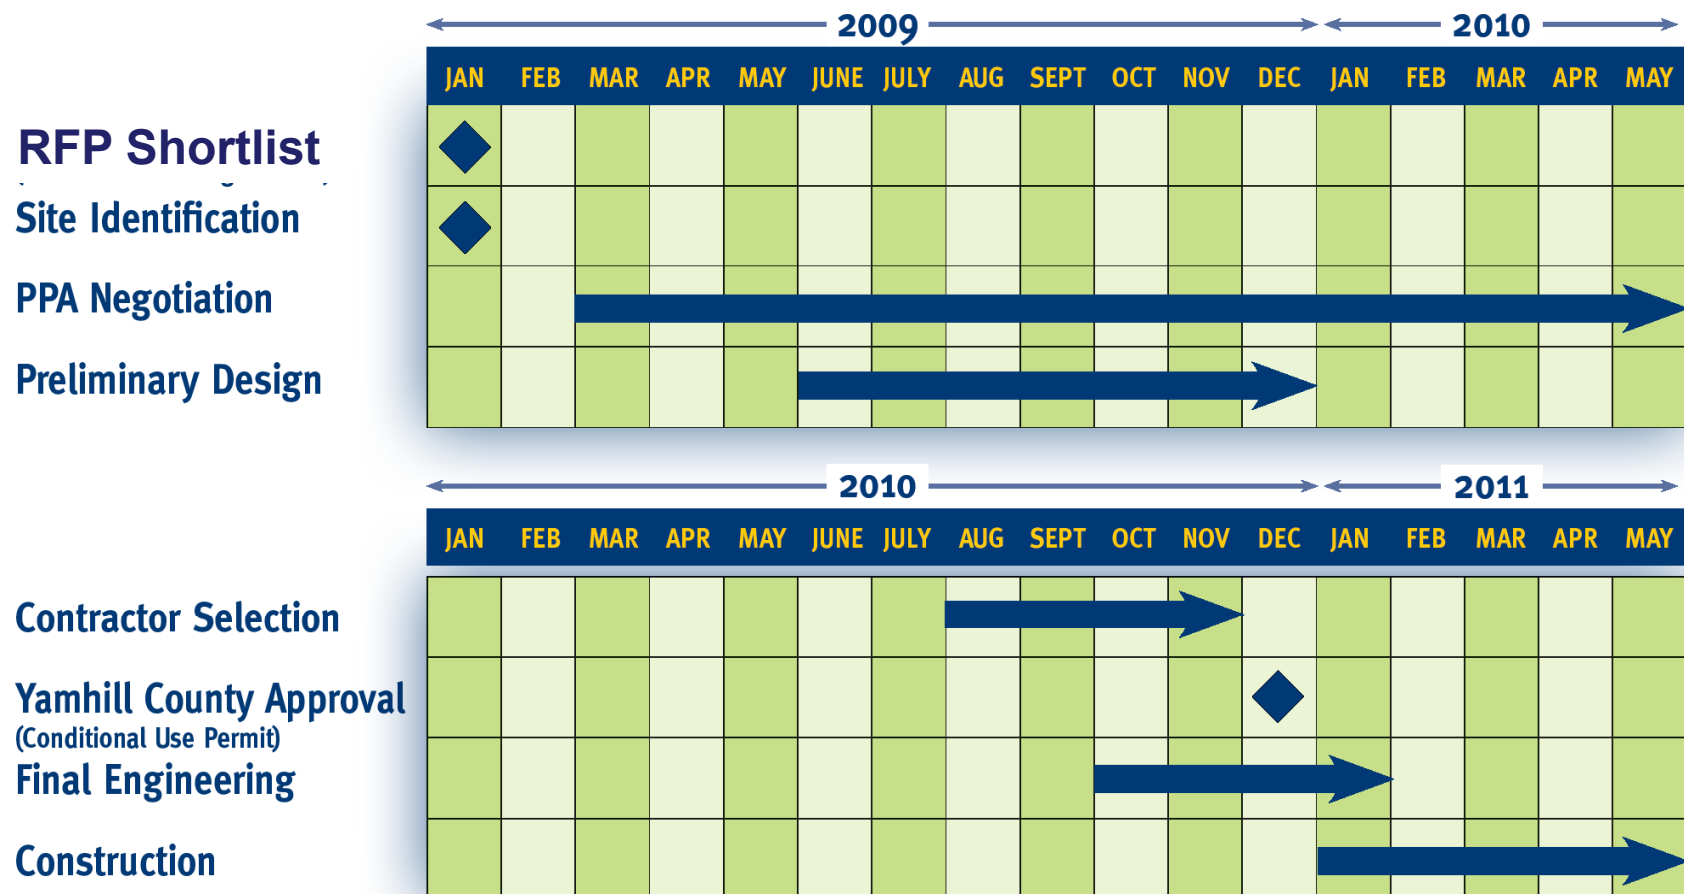 2009 2010
JAN FEB MAR APR MAY JUNE JULY AUG SEPT OCT NOV DEC JAN FEB MAR APR MAY
RFP Shortlist
Site Identification
PPA Negotiation
Preliminary Design
2010 2011
JAN FEB MAR APR MAY JUNE JULY AUG SEPT OCT NOV DEC JAN FEB MAR APR MAY
Contractor Selection
Yamhill County Approval
(Conditional Use Permit)
Final Engineering
Construction